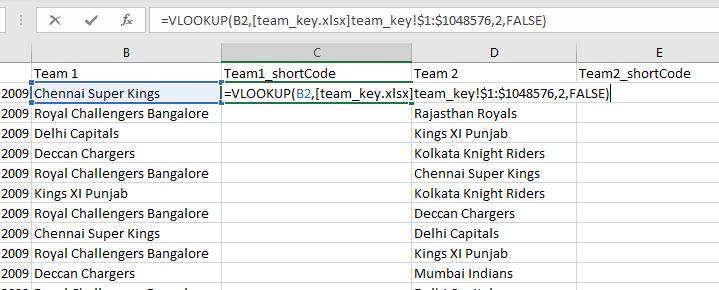 =VLOOKUP(B2,[team_key.xlsx]team_key!$1:$1048576,2,FALSE)
B C D E
Team 1 Team1_shortCode Team 2 Team2_shortCode
2009 Chennai Super Kings =VLOOKUP(B2,[team_key.xlsx]team_key!$1:$1048576,2,FALSE)
2009 Royal Challengers Bangalore Rajasthan Royals
2009 Delhi Capitals Kings XI Punjab
2009 Deccan Chargers Kolkata Knight Riders
2009 Royal Challengers Bangalore Chennai Super Kings
2009 Kings XI Punjab Kolkata Knight Riders
2009 Royal Challengers Bangalore Deccan Chargers
2009 Chennai Super Kings Delhi Capitals
2009 Royal Challengers Bangalore Kings XI Punjab
2009 Deccan Chargers Mumbai Indians